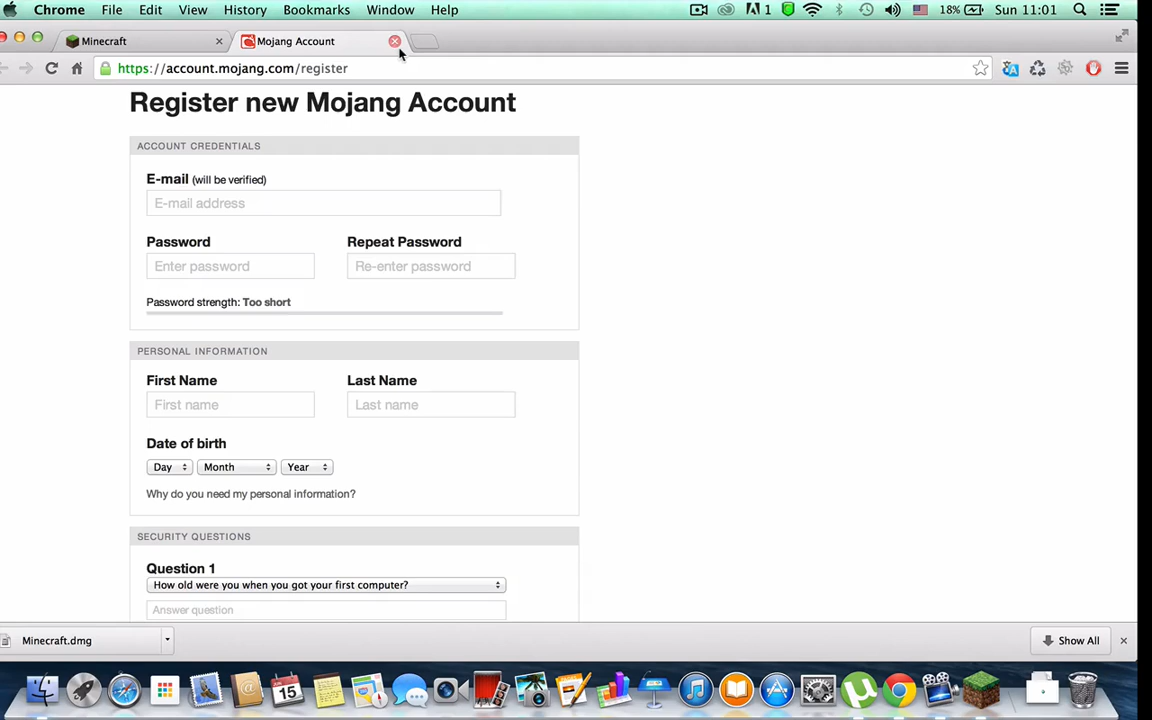 Chrome File Edit View History Bookmarks Window Help 1 18% Sun 11:01
Minecraft Mojang Account
https://account.mojang.com/register
Register new Mojang Account
ACCOUNT CREDENTIALS
E-mail (will be verified)
E-mail address
Password Repeat Password
Enter password Re-enter password
Password strength: Too short
PERSONAL INFORMATION
First Name Last Name
First name Last name
Date of birth
Day Month Year
Why do you need my personal information?
SECURITY QUESTIONS
Question 1
How old were you when you got your first computer?
Answer question
Minecraft.dmg Show All
15